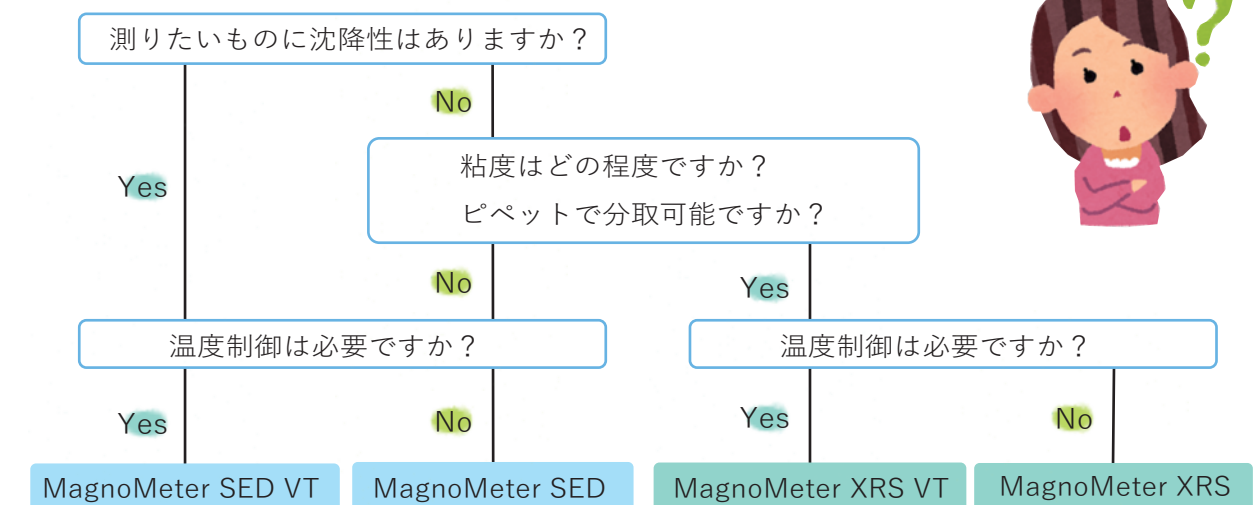 測りたいものに沈降性はありますか？
No
粘度はどの程度ですか？
ピペットで分取可能ですか？
Yes
No
Yes
温度制御は必要ですか？
温度制御は必要ですか？
Yes
No
Yes
No
MagnoMeter SED VT
MagnoMeter SED
MagnoMeter XRS VT
MagnoMeter XRS
?